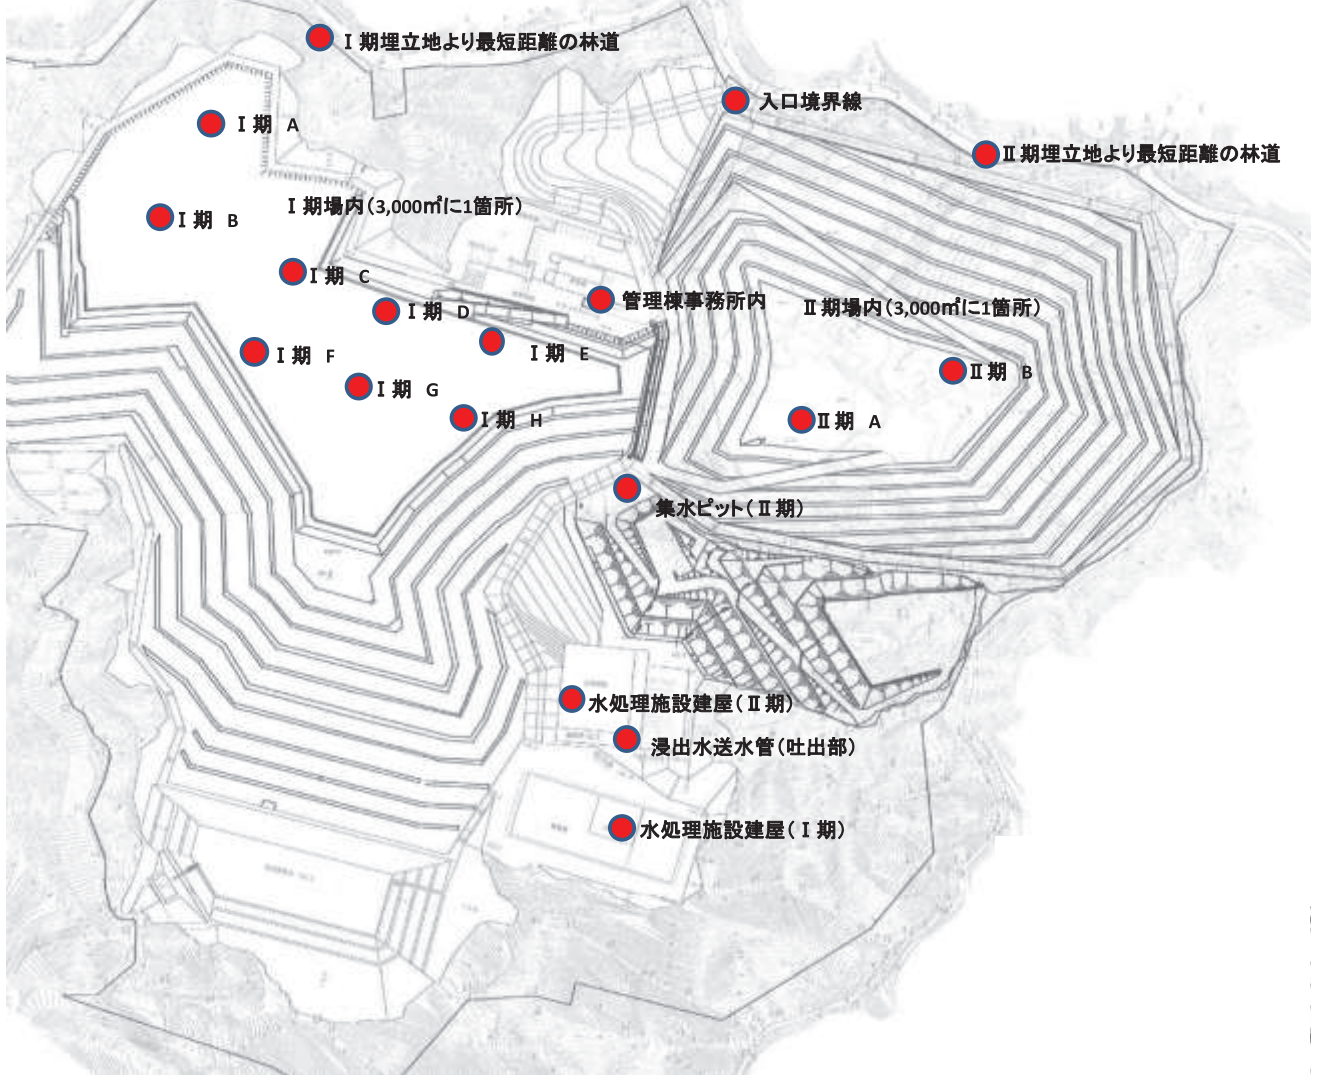 Ⅰ期埋立地より最短距離の林道
入口境界線
Ⅰ期 A
Ⅱ期埋立地より最短距離の林道
Ⅰ期場内(3,000㎡に1箇所)
Ⅰ期 B
Ⅰ期 C
管理棟事務所内
Ⅱ期場内(3,000㎡に1箇所)
Ⅰ期 D
Ⅰ期 E
Ⅰ期 F
Ⅱ期 B
Ⅰ期 G
Ⅰ期 H
Ⅱ期 A
集水ピット(Ⅱ期)
水処理施設建屋(Ⅱ期)
浸出水送水管(吐出部)
水処理施設建屋(Ⅰ期)